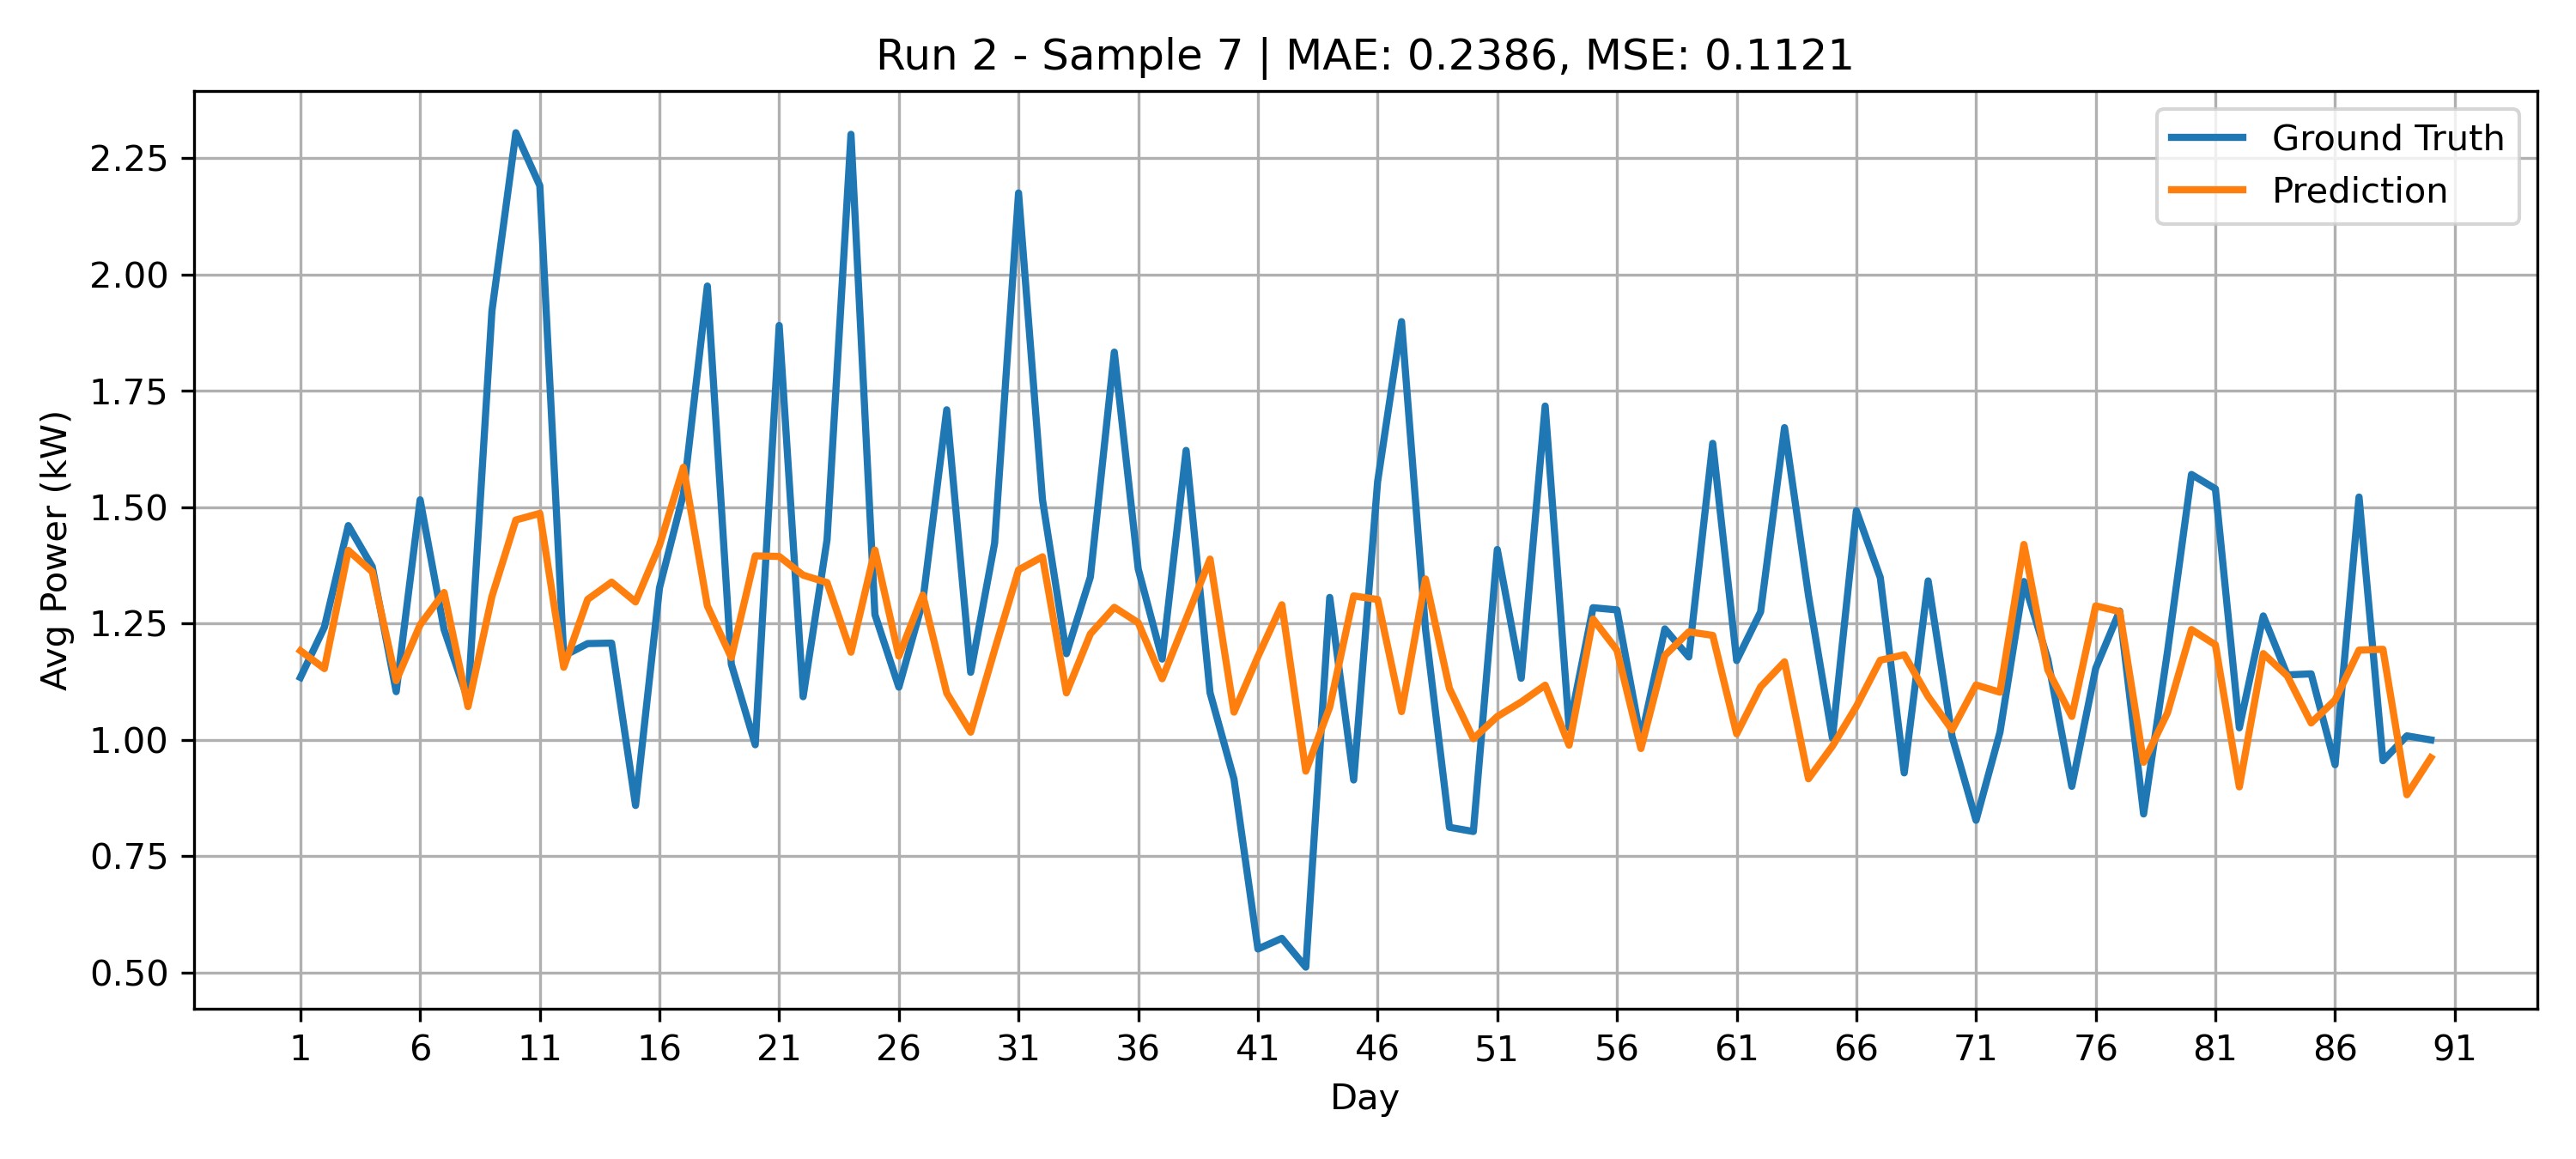 Run 2 - Sample 7 | MAE: 0.2386, MSE: 0.1121
Ground Truth
Prediction
Avg Power (kW)
2.25
2.00
1.75
1.50
1.25
1.00
0.75
0.50
1 6 11 16 21 26 31 36 41 46 51 56 61 66 71 76 81 86 91
Day